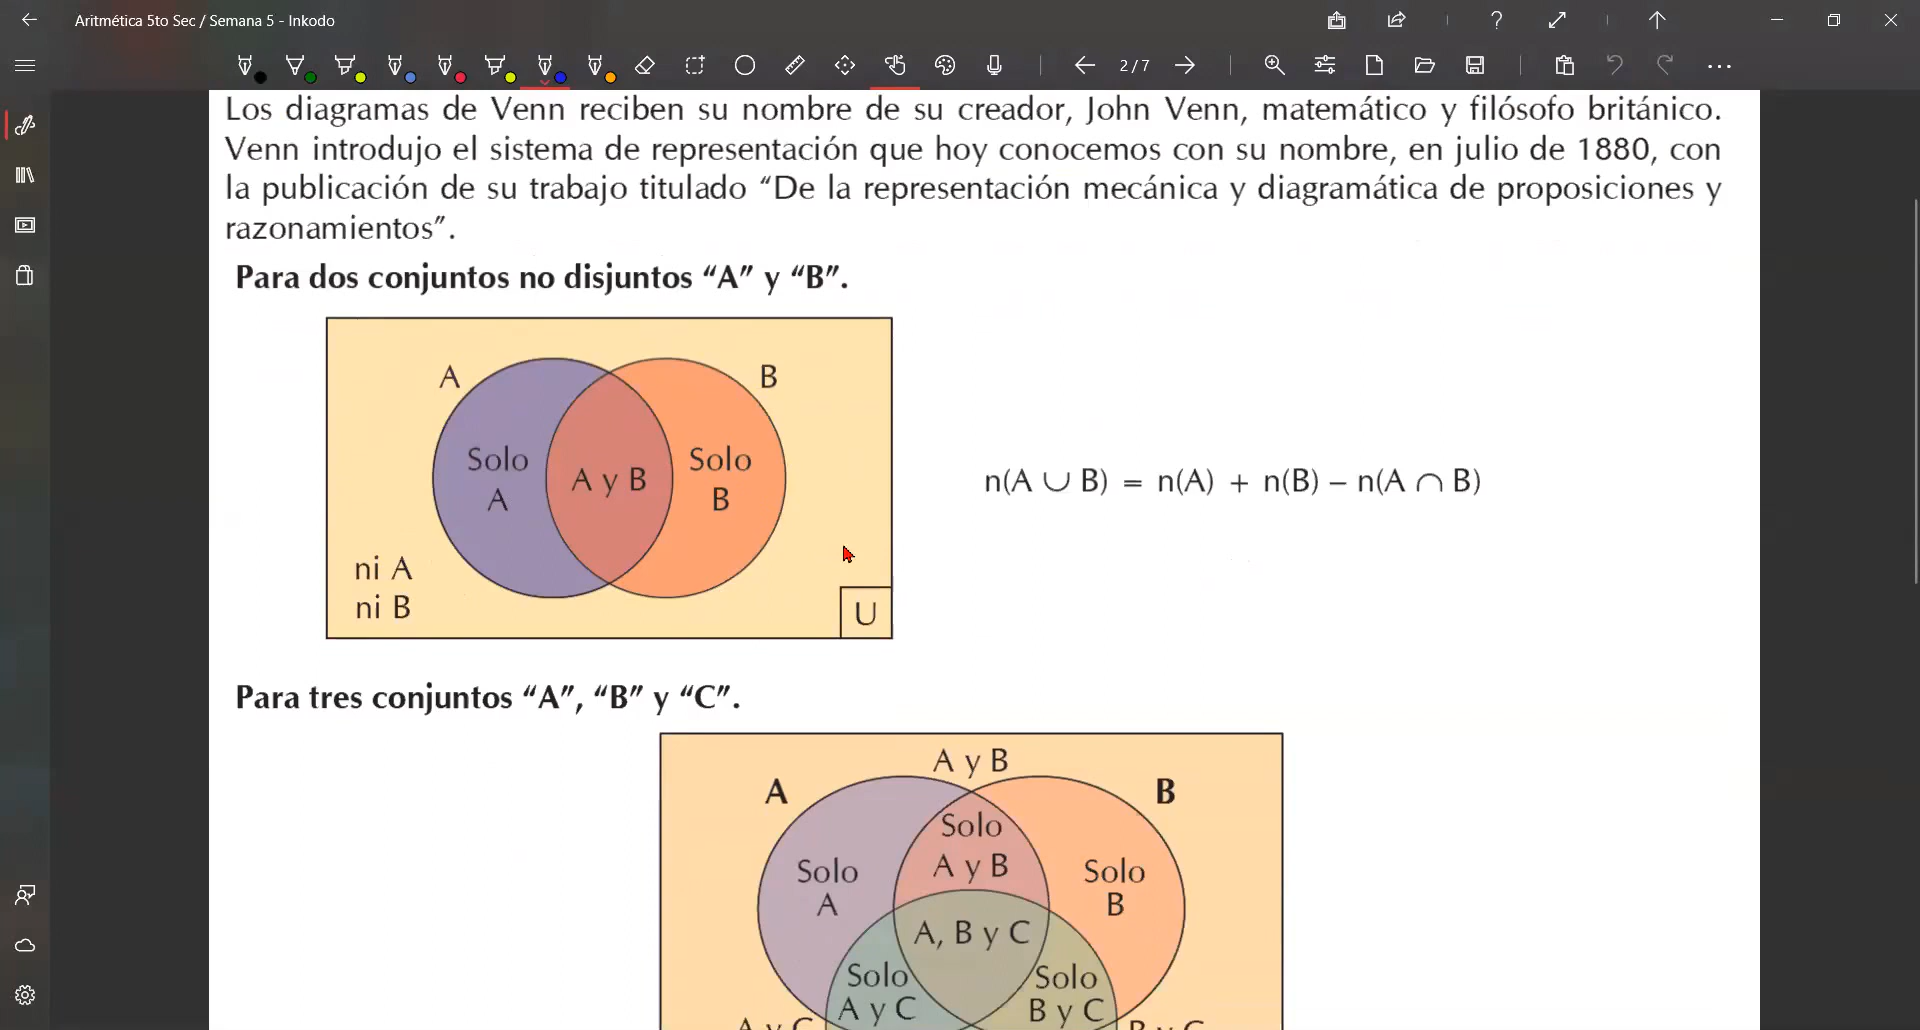 Aritmética 5to Sec / Semana 5 - Inkodo
2 / 7
Los diagramas de Venn reciben su nombre de su creador, John Venn, matemático y filósofo británico.
Venn introdujo el sistema de representación que hoy conocemos con su nombre, en julio de 1880, con
la publicación de su trabajo titulado “De la representación mecánica y diagramática de proposiciones y
razonamientos”.
Para dos conjuntos no disjuntos “A” y “B”.
A
B
Solo
A
A y B
Solo
B
ni A
ni B
U
n(A ∪ B) = n(A) + n(B) – n(A ∩ B)
Para tres conjuntos “A”, “B” y “C”.
A y B
A
B
Solo
A y B
Solo
A
Solo
B
A, B y C
Solo
A y C
Solo
B y C
A y C
B y C